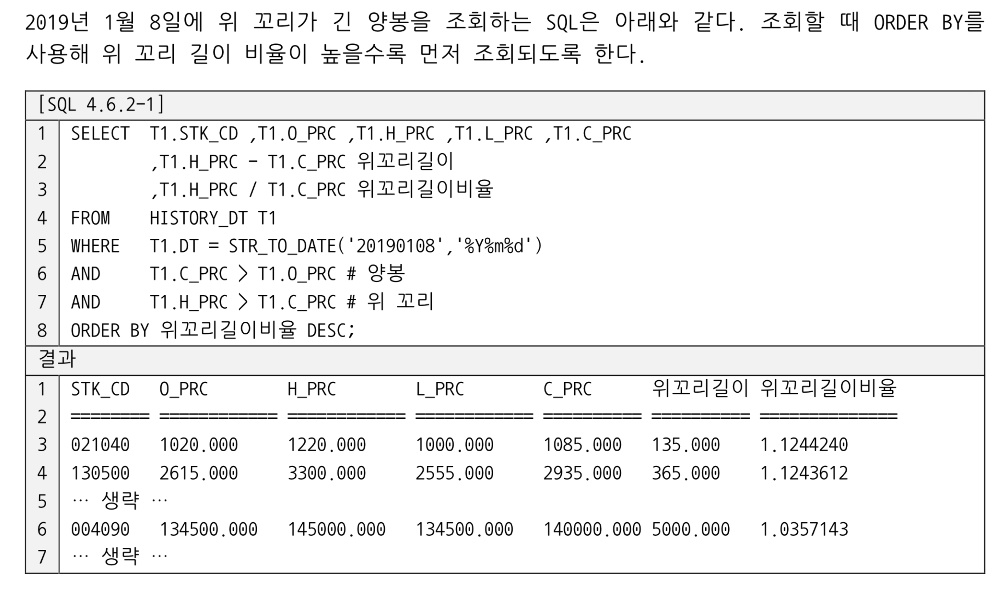 2019년 1월 8일에 위 꼬리가 긴 양봉을 조회하는 SQL은 아래와 같다. 조회할 때 ORDER BY를
사용해 위 꼬리 길이 비율이 높을수록 먼저 조회되도록 한다.
[SQL 4.6.2-1]
1 SELECT T1.STK_CD ,T1.O_PRC ,T1.H_PRC ,T1.L_PRC ,T1.C_PRC
2 ,T1.H_PRC - T1.C_PRC 위꼬리길이
3 ,T1.H_PRC / T1.C_PRC 위꼬리길이비율
4 FROM HISTORY_DT T1
5 WHERE T1.DT = STR_TO_DATE('20190108','%Y%m%d')
6 AND T1.C_PRC > T1.O_PRC # 양봉
7 AND T1.H_PRC > T1.C_PRC # 위 꼬리
8 ORDER BY 위꼬리길이비율 DESC;
결과
1 STK_CD O_PRC H_PRC L_PRC C_PRC 위꼬리길이 위꼬리길이비율
2 ======== ============ ============ ============ ========== ========== ==============
3 021040 1020.000 1220.000 1000.000 1085.000 135.000 1.1244240
4 130500 2615.000 3300.000 2555.000 2935.000 365.000 1.1243612
5 … 생략 …
6 004090 134500.000 145000.000 134500.000 140000.000 5000.000 1.0357143
7 … 생략 …